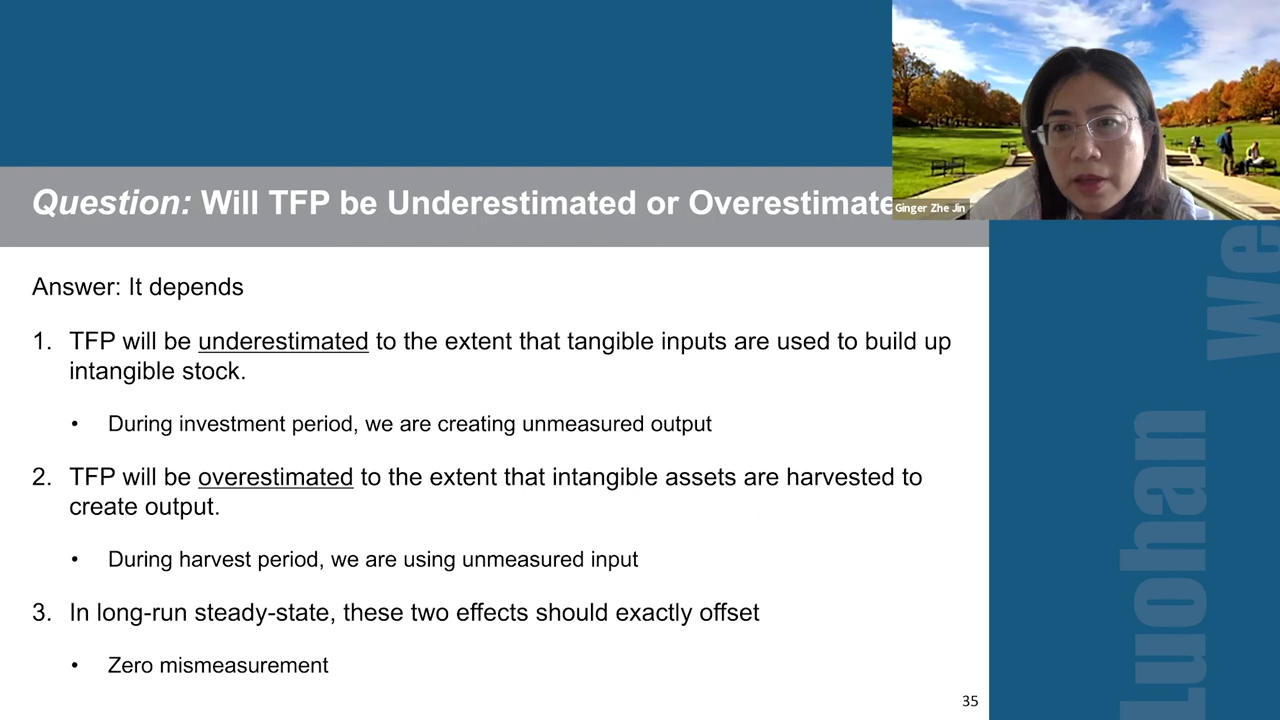 Question: Will TFP be Underestimated or Overestimate
Ginger Zhe Jin
Answer: It depends
1. TFP will be underestimated to the extent that tangible inputs are used to build up
intangible stock.
• During investment period, we are creating unmeasured output
2. TFP will be overestimated to the extent that intangible assets are harvested to
create output.
• During harvest period, we are using unmeasured input
3. In long-run steady-state, these two effects should exactly offset
• Zero mismeasurement
35
Luohan We